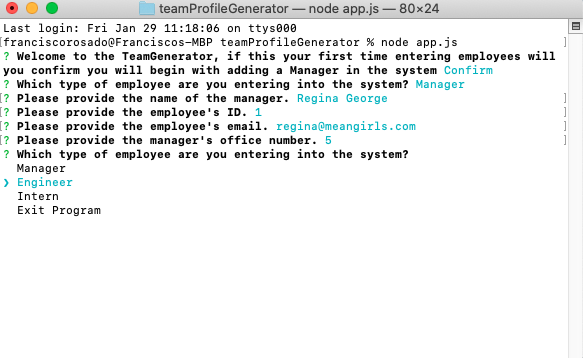 teamProfileGenerator — node app.js — 80×24
Last login: Fri Jan 29 11:18:06 on ttys000
[franciscorosado@Franciscos-MBP teamProfileGenerator % node app.js ]
? Welcome to the TeamGenerator, if this your first time entering employees will
you confirm you will begin with adding a Manager in the system Confirm
? Which type of employee are you entering into the system? Manager
[? Please provide the name of the manager. Regina George ]
[? Please provide the employee's ID. 1 ]
[? Please provide the employee's email. regina@meangirls.com ]
[? Please provide the manager's office number. 5 ]
? Which type of employee are you entering into the system?
Manager
❯ Engineer
Intern
Exit Program